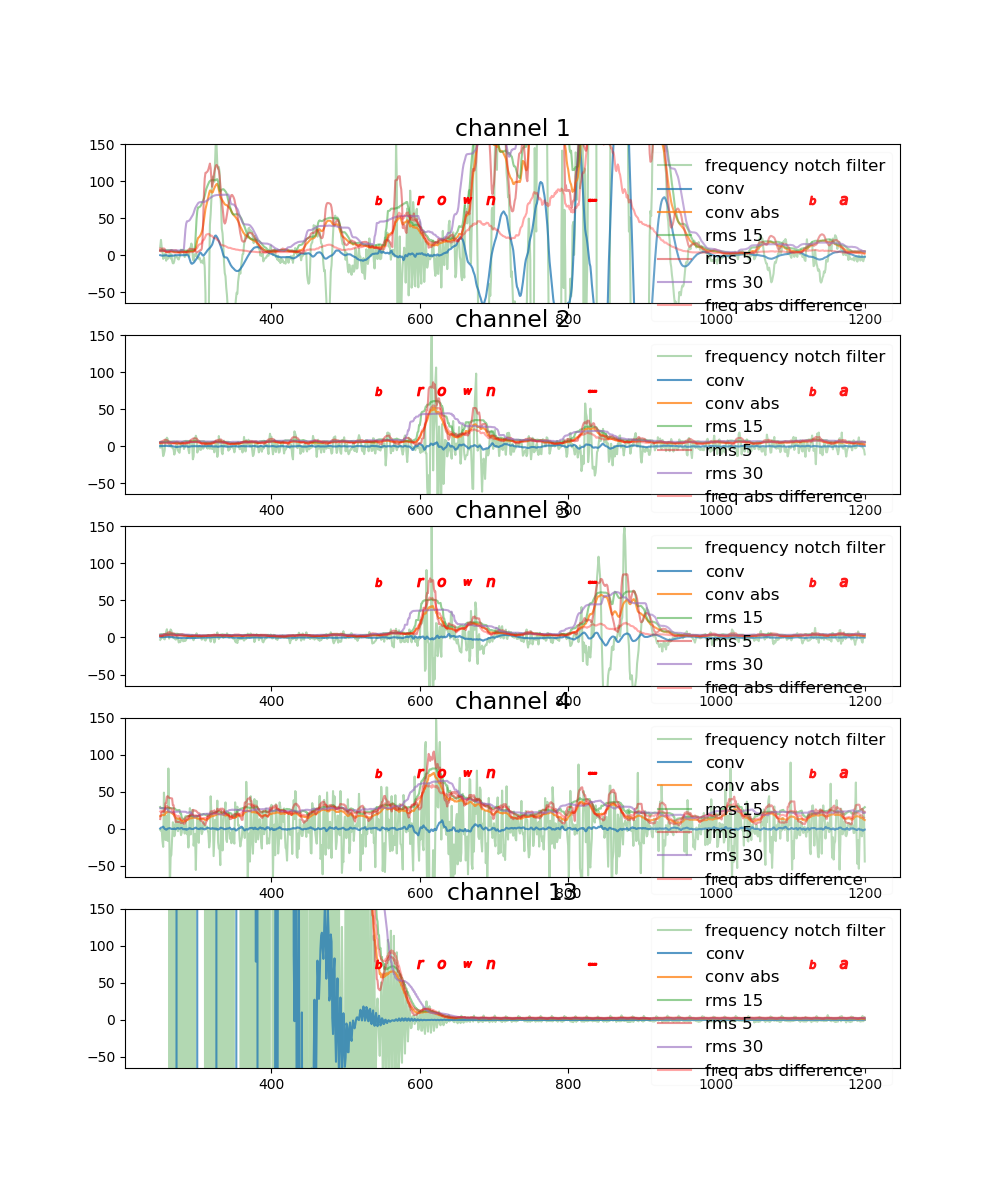 channel 1
150
100
50
0
−50
400 600 800 1000 1200
b r o w n – b a
frequency notch filter
conv
conv abs
rms 15
rms 5
rms 30
freq abs difference
channel 2
150
100
50
0
−50
400 600 800 1000 1200
b r o w n – b a
frequency notch filter
conv
conv abs
rms 15
rms 5
rms 30
freq abs difference
channel 3
150
100
50
0
−50
400 600 800 1000 1200
b r o w n – b a
frequency notch filter
conv
conv abs
rms 15
rms 5
rms 30
freq abs difference
channel 4
150
100
50
0
−50
400 600 800 1000 1200
b r o w n – b a
frequency notch filter
conv
conv abs
rms 15
rms 5
rms 30
freq abs difference
channel 13
150
100
50
0
−50
400 600 800 1000 1200
b r o w n – b a
frequency notch filter
conv
conv abs
rms 15
rms 5
rms 30
freq abs difference